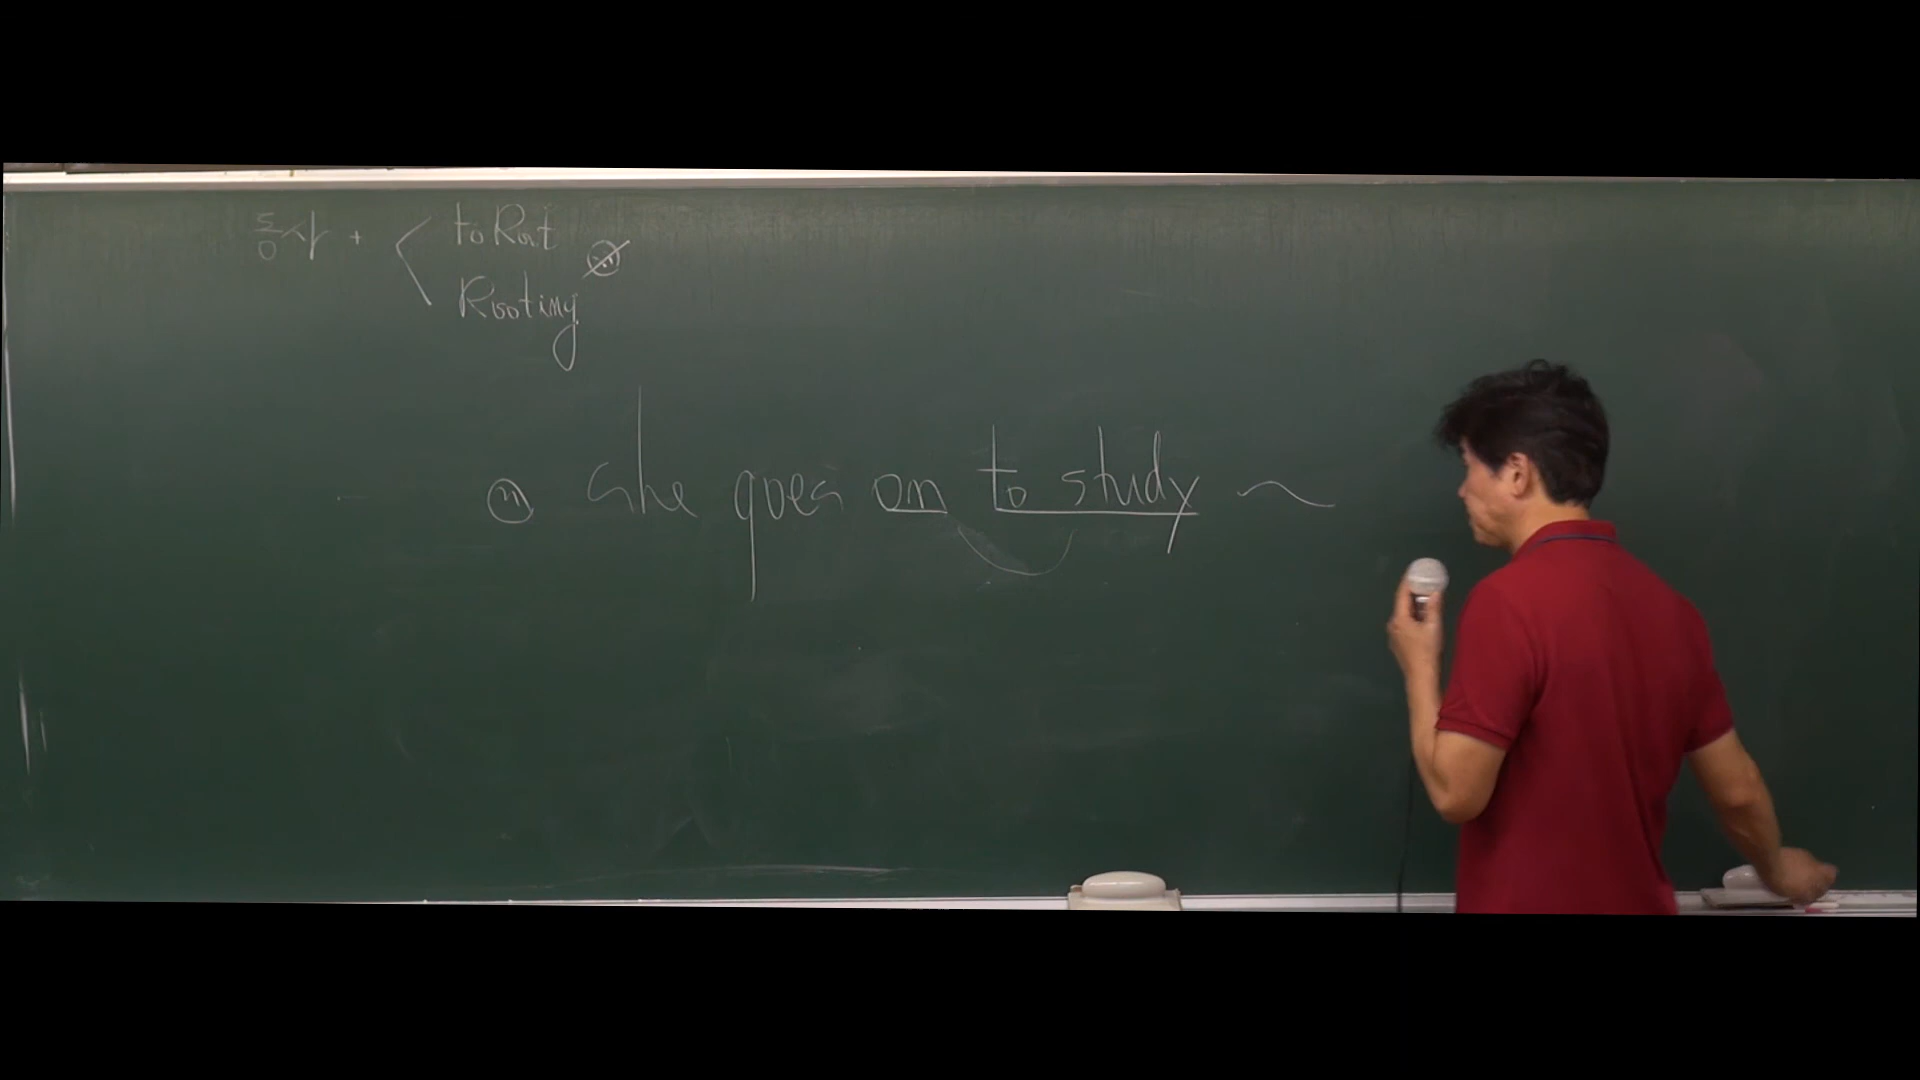 동사 + < to Root
Rooting
she goes on to study ~